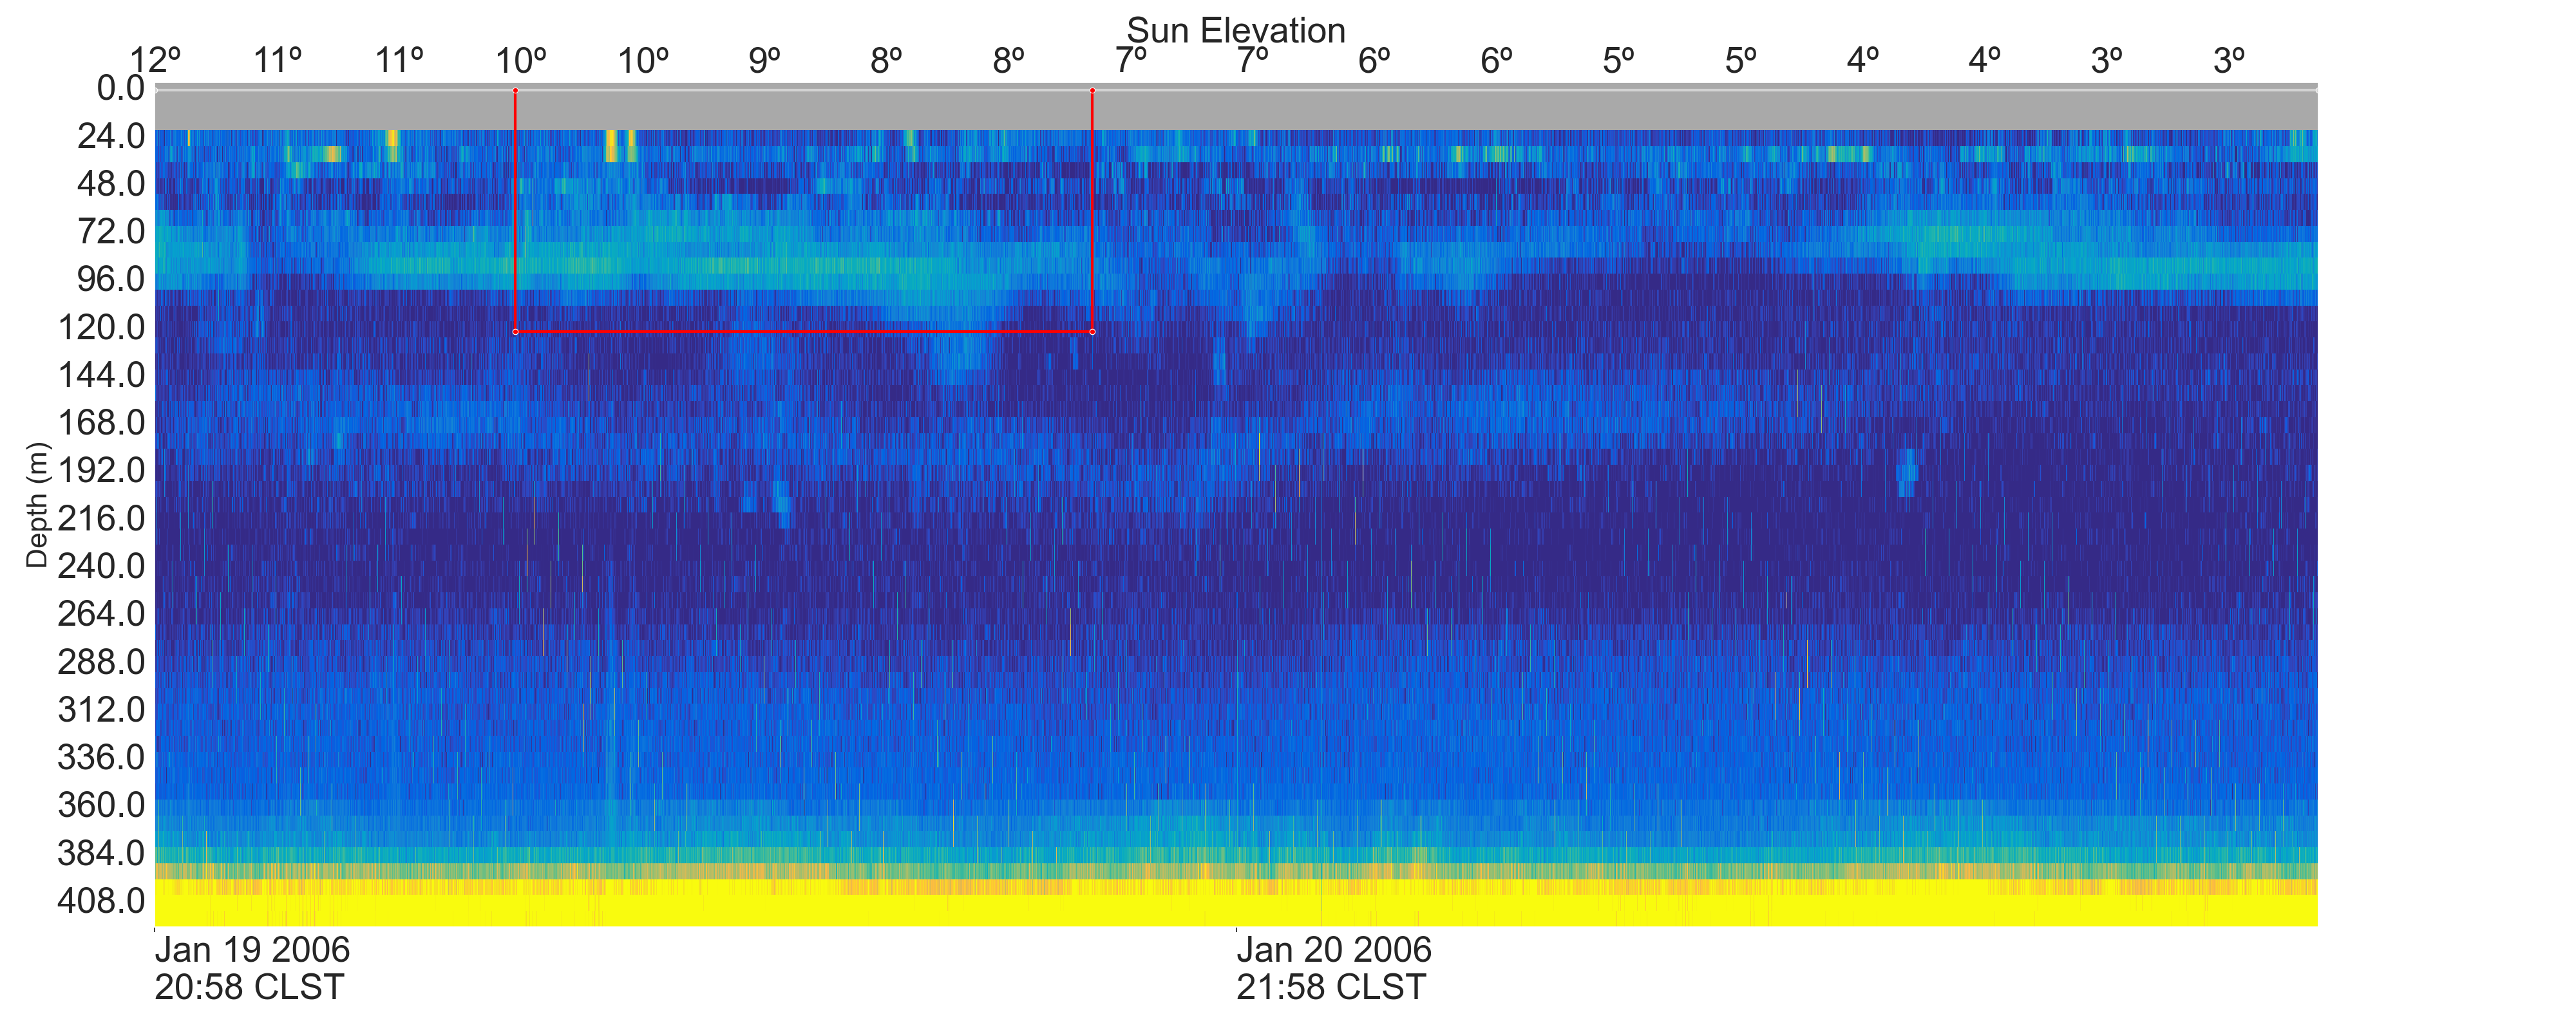 Sun Elevation
12º 11º 11º 10º 10º 9º 8º 8º 7º 7º 6º 6º 5º 5º 4º 4º 3º 3º
0.0
24.0
48.0
72.0
96.0
120.0
144.0
168.0
192.0
216.0
240.0
264.0
288.0
312.0
336.0
360.0
384.0
408.0
Depth (m)
Jan 19 2006
20:58 CLST
Jan 20 2006
21:58 CLST